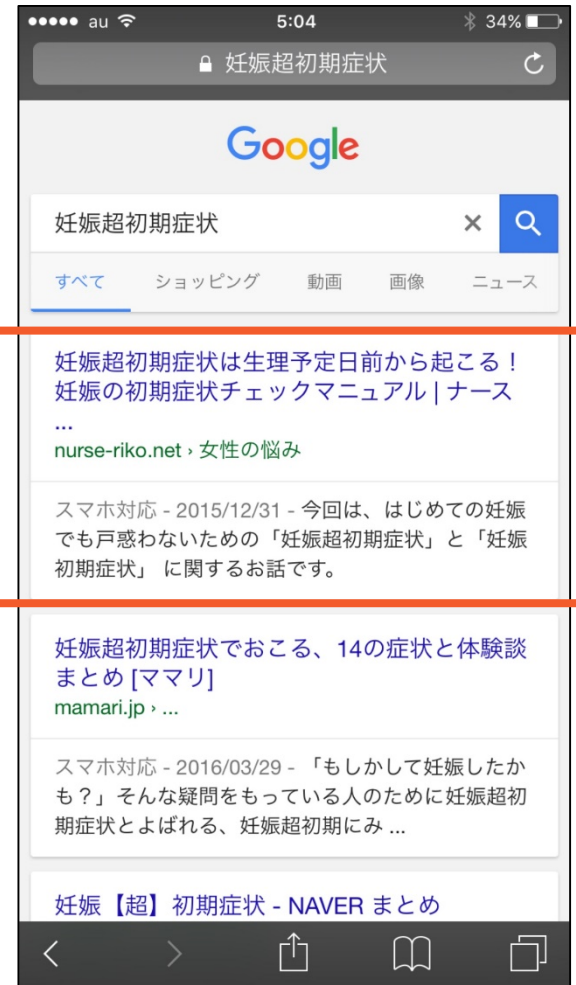 au 5:04 34%
妊娠超初期症状
Google
妊娠超初期症状 ×
すべて ショッピング 動画 画像 ニュース
妊娠超初期症状は生理予定日前から起こる！
妊娠の初期症状チェックマニュアル | ナース
...
nurse-riko.net › 女性の悩み
スマホ対応 - 2015/12/31 - 今回は、はじめての妊娠
でも戸惑わないための「妊娠超初期症状」と「妊娠
初期症状」 に関するお話です。
妊娠超初期症状でおこる、14の症状と体験談
まとめ [ママリ]
mamari.jp › ...
スマホ対応 - 2016/03/29 - 「もしかして妊娠したか
も？」そんな疑問をもっている人のために妊娠超初
期症状とよばれる、妊娠超初期にみ ...
妊娠【超】初期症状 - NAVER まとめ